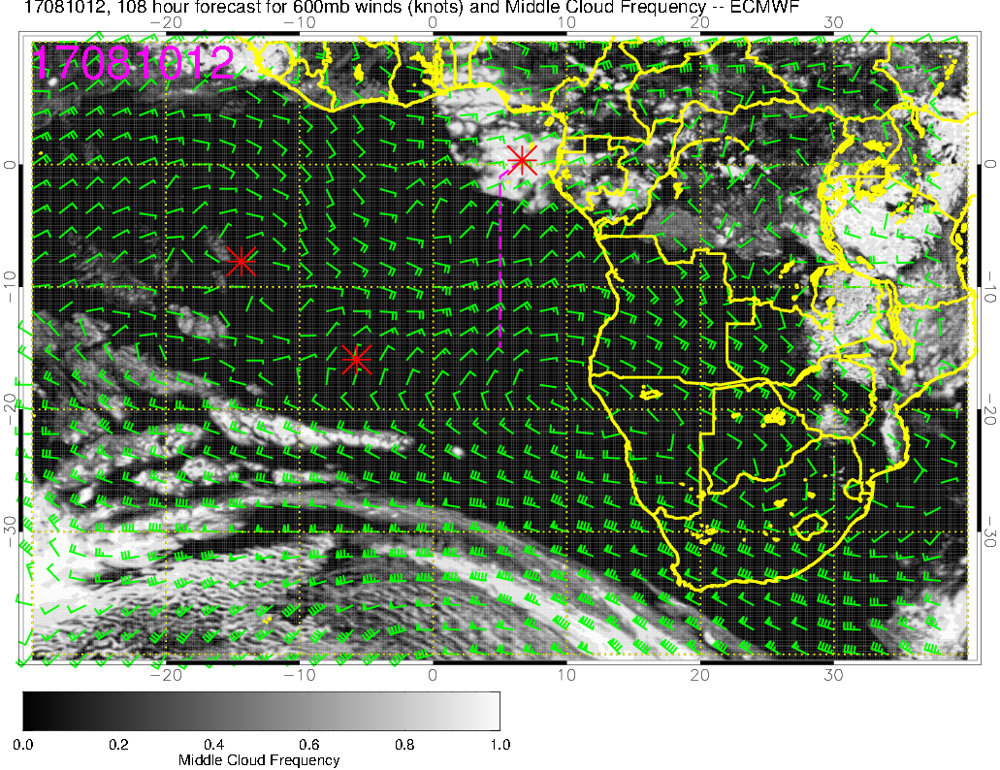 17081012, 108 hour forecast for 600mb winds (knots) and Middle Cloud Frequency -- ECMWF
−20 −10 0 10 20 30
17081012
0 0
−10 −10
−20 −20
−30 −30
−20 −10 0 10 20 30
0.0 0.2 0.4 0.6 0.8 1.0
Middle Cloud Frequency